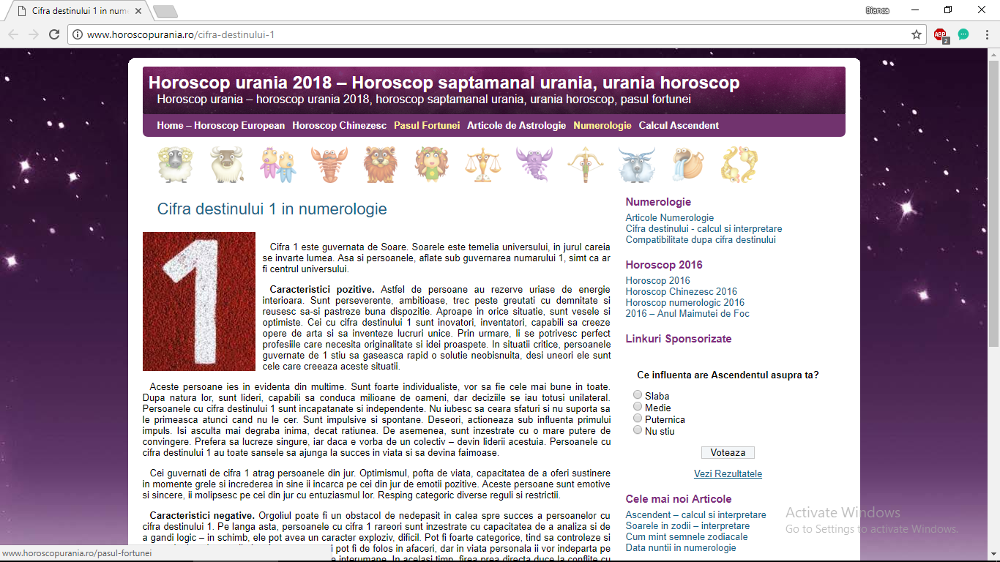 Cifra destinului 1 in num
Bianca
www.horoscopurania.ro/cifra-destinului-1
ABP
2
Horoscop urania 2018 – Horoscop saptamanal urania, urania horoscop
Horoscop urania – horoscop urania 2018, horoscop saptamanal urania, urania horoscop, pasul fortunei
Home – Horoscop European Horoscop Chinezesc Pasul Fortunei Articole de Astrologie Numerologie Calcul Ascendent
Cifra destinului 1 in numerologie
1
Cifra 1 este guvernata de Soare. Soarele este temelia universului, in jurul careia
se invarte lumea. Asa si persoanele, aflate sub guvernarea numarului 1, simt ca ar
fi centrul universului.
Caracteristici pozitive. Astfel de persoane au rezerve uriase de energie
interioara. Sunt perseverente, ambitioase, trec peste greutati cu demnitate si
reusesc sa-si pastreze buna dispozitie. Aproape in orice situatie, sunt vesele si
optimiste. Cei cu cifra destinului 1 sunt inovatori, inventatori, capabili sa creeze
opere de arta si sa inventeze lucruri unice. Prin urmare, li se potrivesc perfect
profesiile care necesita originalitate si idei proaspete. In situatii critice, persoanele
guvernate de 1 stiu sa gaseasca rapid o solutie neobisnuita, desi uneori ele sunt
cele care creeaza aceste situatii.
Aceste persoane ies in evidenta din multime. Sunt foarte individualiste, vor sa fie cele mai bune in toate.
Dupa natura lor, sunt lideri, capabili sa conduca milioane de oameni, dar deciziile se iau totusi unilateral.
Persoanele cu cifra destinului 1 sunt incapatanate si independente. Nu iubesc sa ceara sfaturi si nu suporta sa
le primeasca atunci cand nu le cer. Sunt impulsive si spontane. Deseori, actioneaza sub influenta primului
impuls. Isi asculta mai degraba inima, decat ratiunea. De asemenea, sunt inzestrate cu o mare putere de
convingere. Prefera sa lucreze singure, iar daca e vorba de un colectiv – devin liderii acestuia. Persoanele cu
cifra destinului 1 au toate sansele sa ajunga la succes in viata si sa devina faimoase.
Cei guvernati de cifra 1 atrag persoanele din jur. Optimismul, pofta de viata, capacitatea de a oferi sustinere
in momente grele si increderea in sine ii incarca pe cei din jur de emotii pozitive. Aceste persoane sunt emotive
si sincere, ii molipsesc pe cei din jur cu entuziasmul lor. Resping categoric diverse reguli si restrictii.
Caracteristici negative. Orgoliul poate fi un obstacol de nedepasit in calea spre succes a persoanelor cu
cifra destinului 1. Pe langa asta, persoanele cu cifra 1 rareori sunt inzestrate cu capacitatea de a analiza si de
a gandi logic – in schimb, ele pot avea un caracter exploziv, dificil. Pot fi foarte categorice, tind sa controleze si
i pot fi de folos in afaceri, dar in viata personala ii vor indeparta pe
e interumane. In acelasi timp, firea prea directa duce la conflite cu
Numerologie
Articole Numerologie
Cifra destinului - calcul si interpretare
Compatibilitate dupa cifra destinului
Horoscop 2016
Horoscop 2016
Horoscop Chinezesc 2016
Horoscop numerologic 2016
2016 – Anul Maimutei de Foc
Linkuri Sponsorizate
Ce influenta are Ascendentul asupra ta?
Slaba
Medie
Puternica
Nu stiu
Voteaza
Vezi Rezultatele
Cele mai noi Articole
Ascendent – calcul si interpretare
Soarele in zodii – interpretare
Cum mint semnele zodiacale
Data nuntii in numerologie
Activate Windows
Go to Settings to activate Windows.
www.horoscopurania.ro/pasul-fortunei